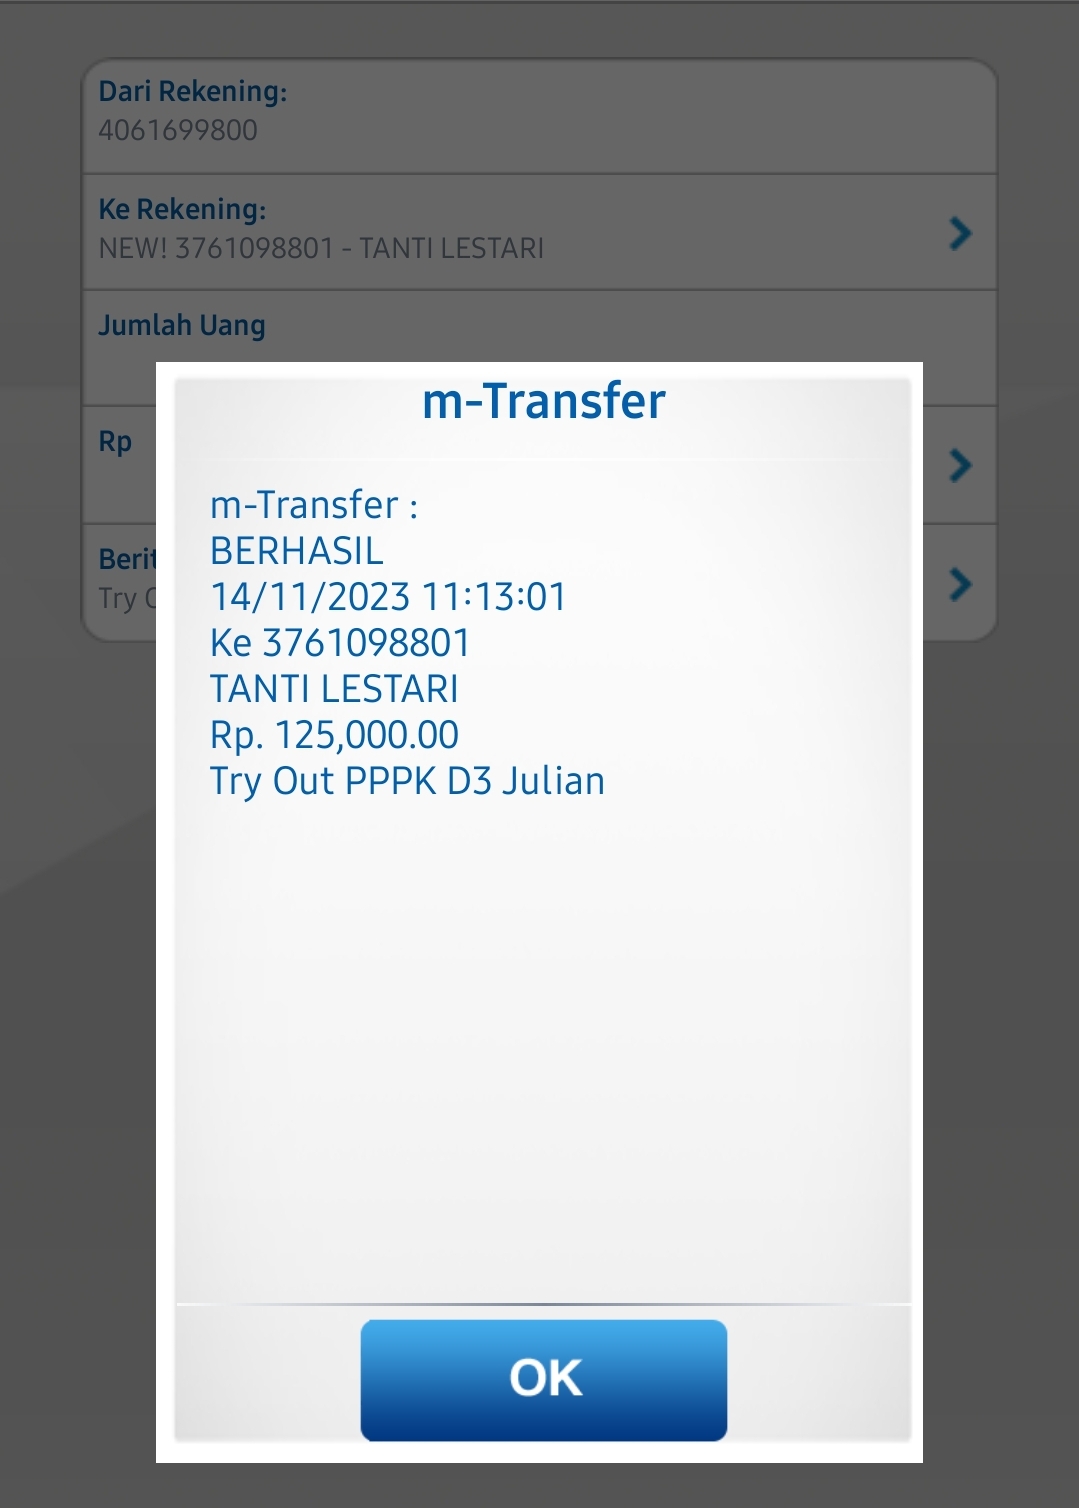 Dari Rekening:
4061699800
Ke Rekening:
NEW! 3761098801 - TANTI LESTARI
Jumlah Uang
Rp
Try
m-Transfer
m-Transfer :
BERHASIL
14/11/2023 11:13:01
Ke 3761098801
TANTI LESTARI
Rp. 125,000.00
Try Out PPPK D3 Julian
OK